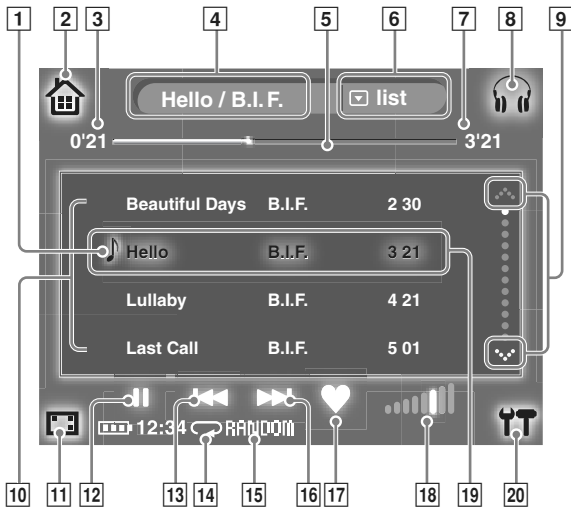 1 2 3 4 5 6 7 8 9
Hello / B.I.F. list
0'21 3'21
Beautiful Days B.I.F. 2 30
Hello B.I.F. 3 21
Lullaby B.I.F. 4 21
Last Call B.I.F. 5 01
12:34 RANDOM
10 11 12 13 14 15 16 17 18 19 20